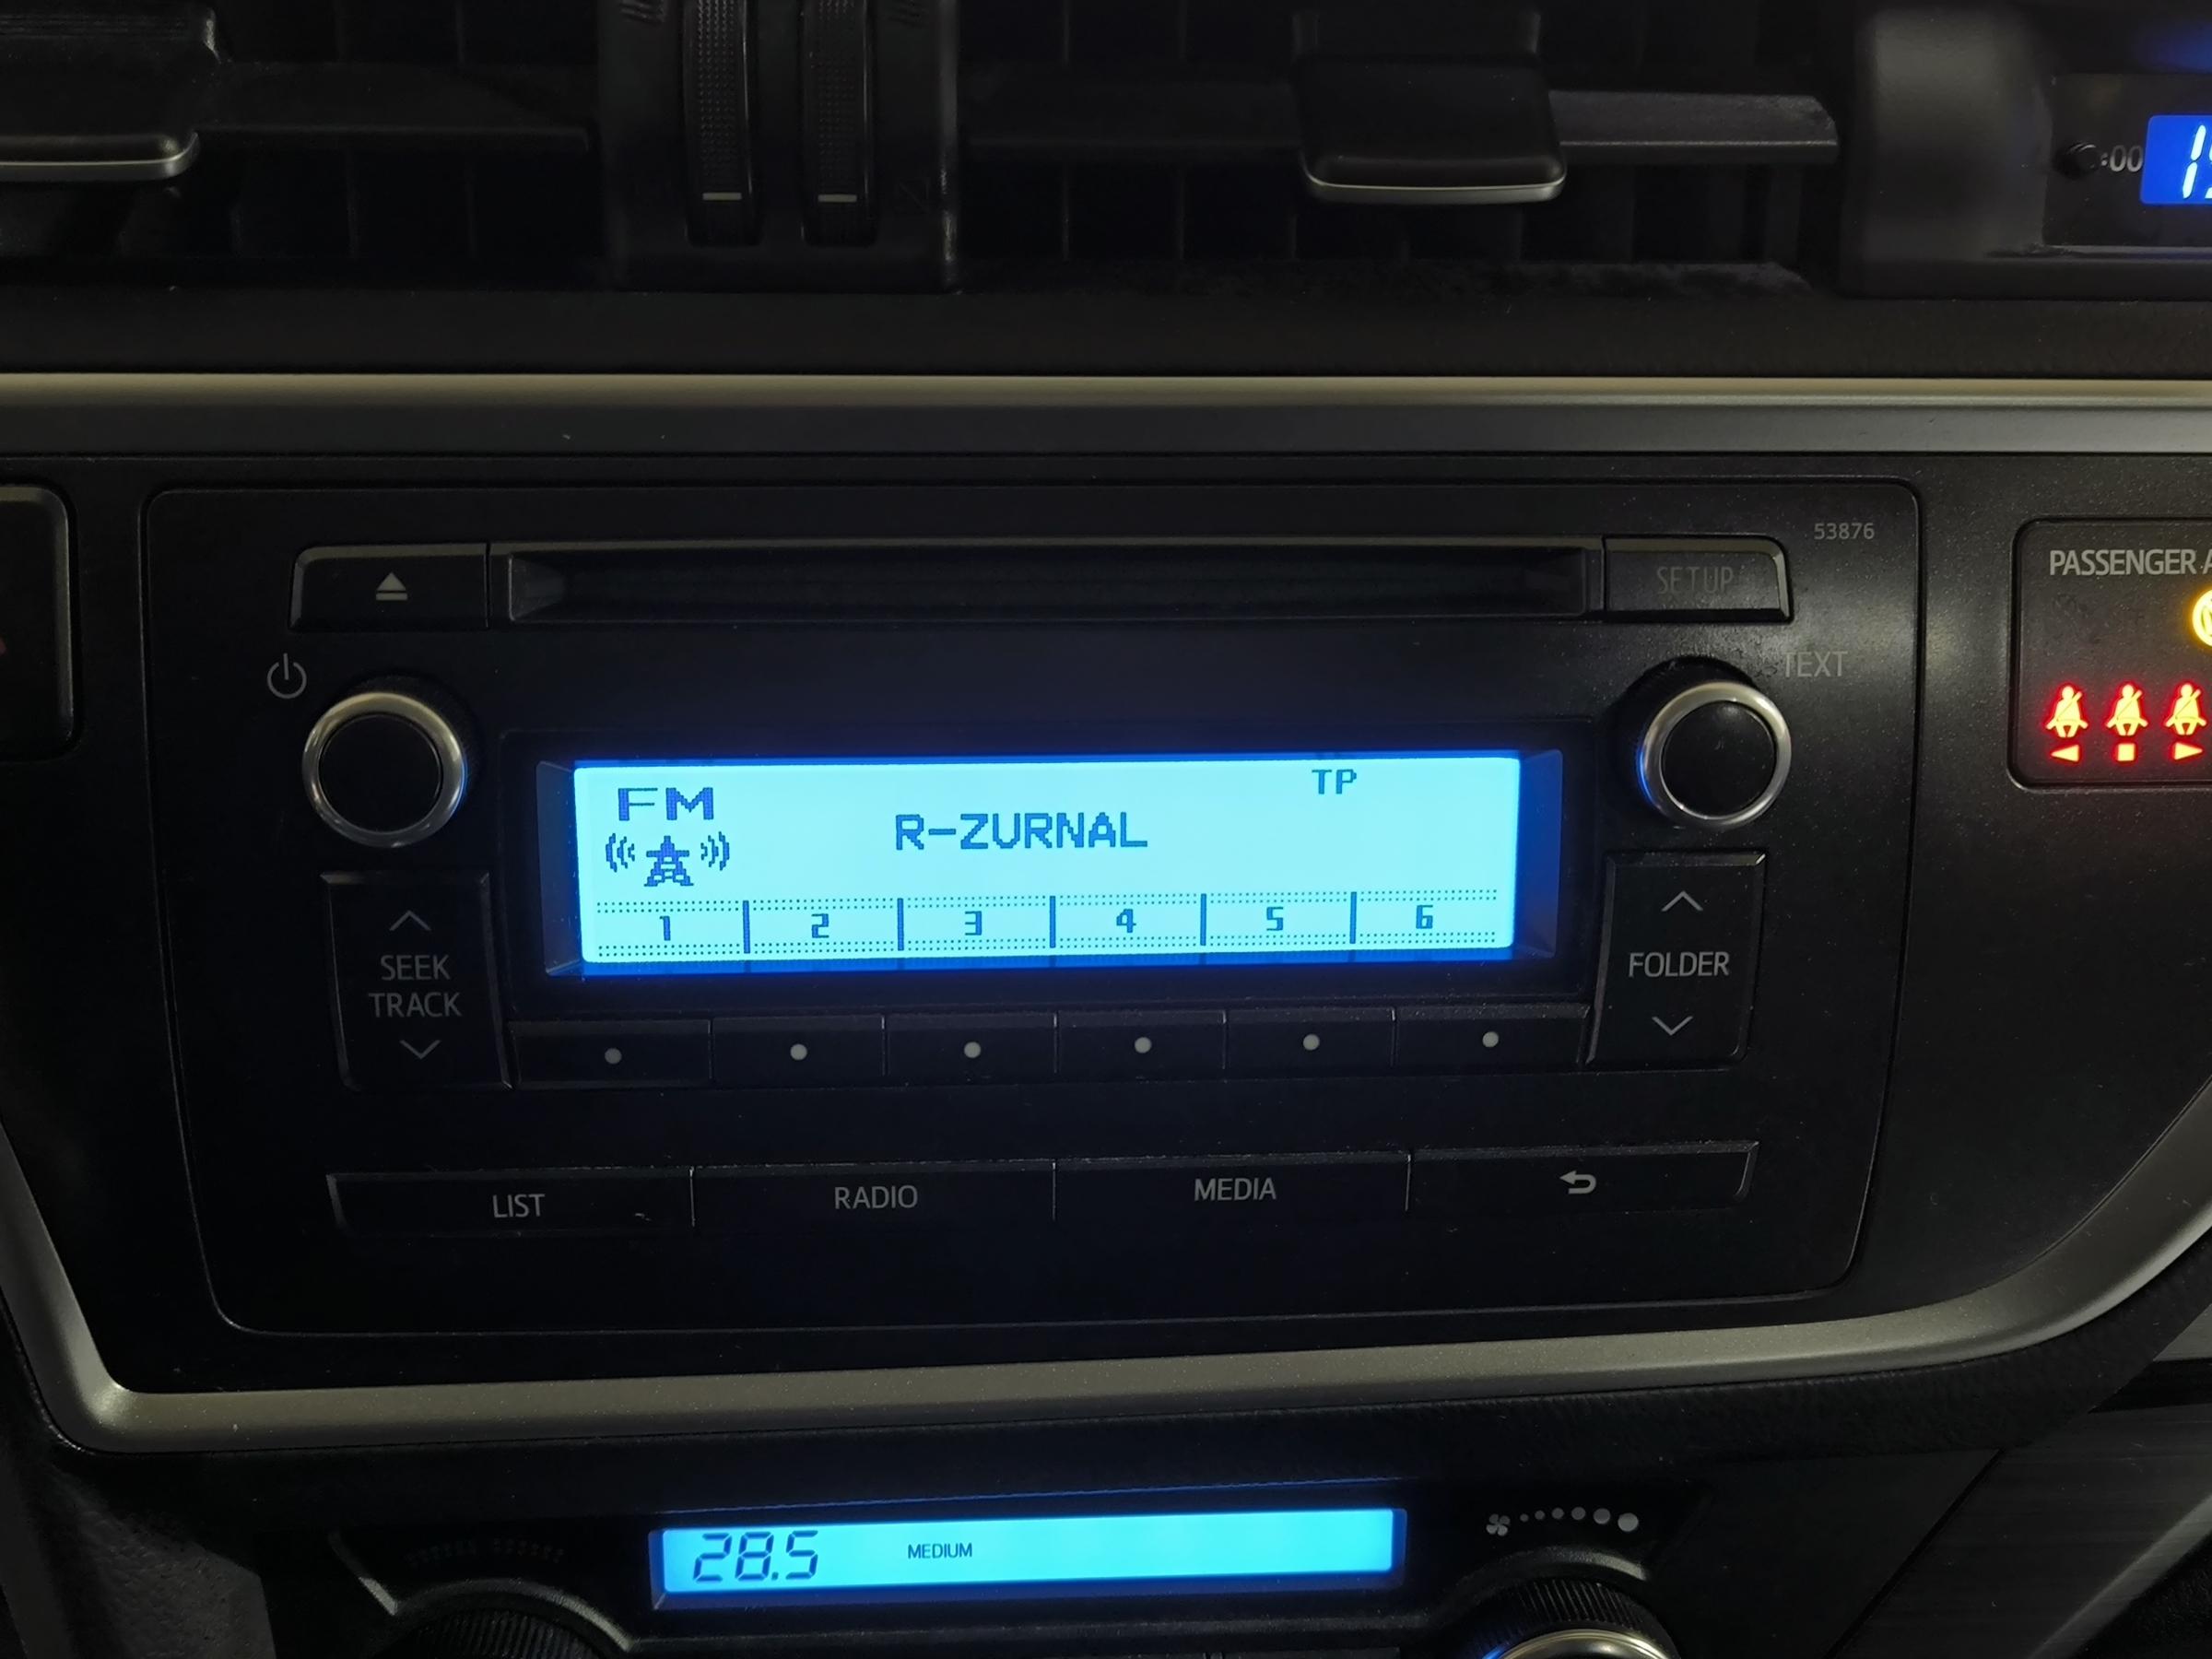 :00
53876
SETUP
PASSENGER
TEXT
FM
TP
R-ZURNAL
1 2 3 4 5 6
SEEK
TRACK
FOLDER
LIST
RADIO
MEDIA
28.5
MEDIUM